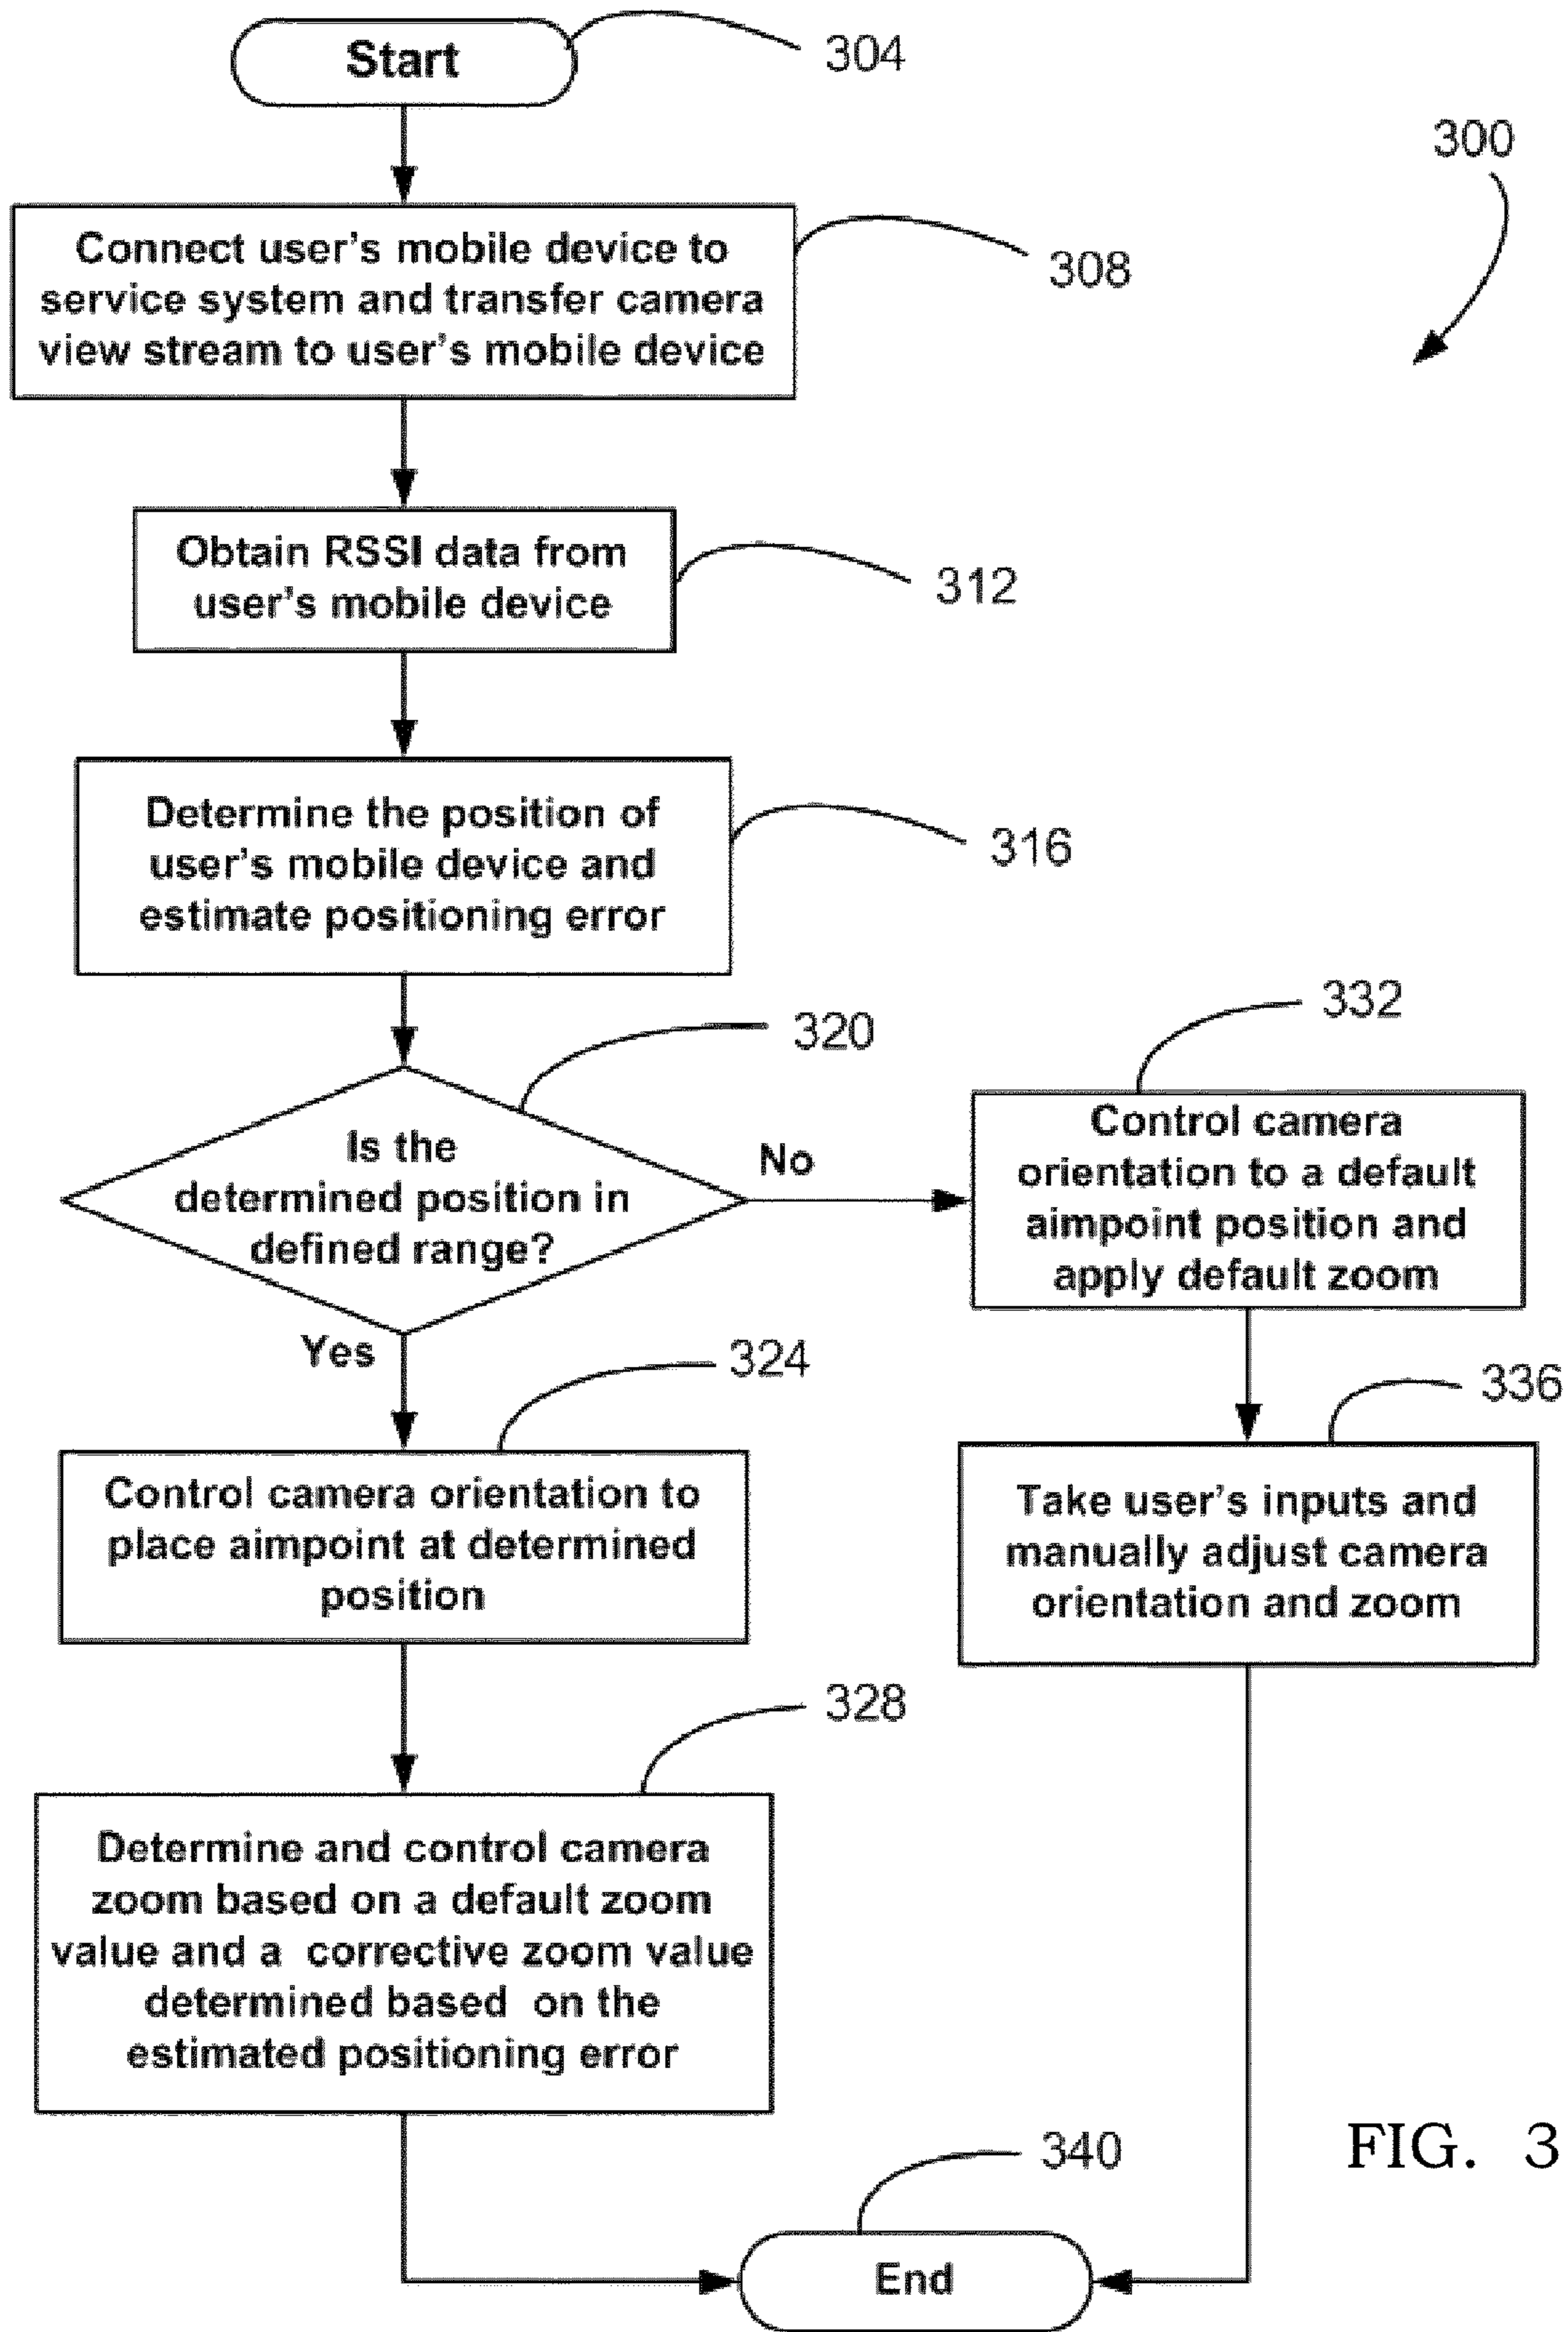 Start
304
300
Connect user's mobile device to
service system and transfer camera
view stream to user's mobile device
308
Obtain RSSI data from
user's mobile device
312
Determine the position of
user's mobile device and
estimate positioning error
316
320
Is the
determined position in
defined range?
No
Yes
332
Control camera
orientation to a default
aimpoint position and
apply default zoom
324
Control camera orientation to
place aimpoint at determined
position
336
Take user's inputs and
manually adjust camera
orientation and zoom
328
Determine and control camera
zoom based on a default zoom
value and a corrective zoom value
determined based on the
estimated positioning error
340
End
FIG. 3